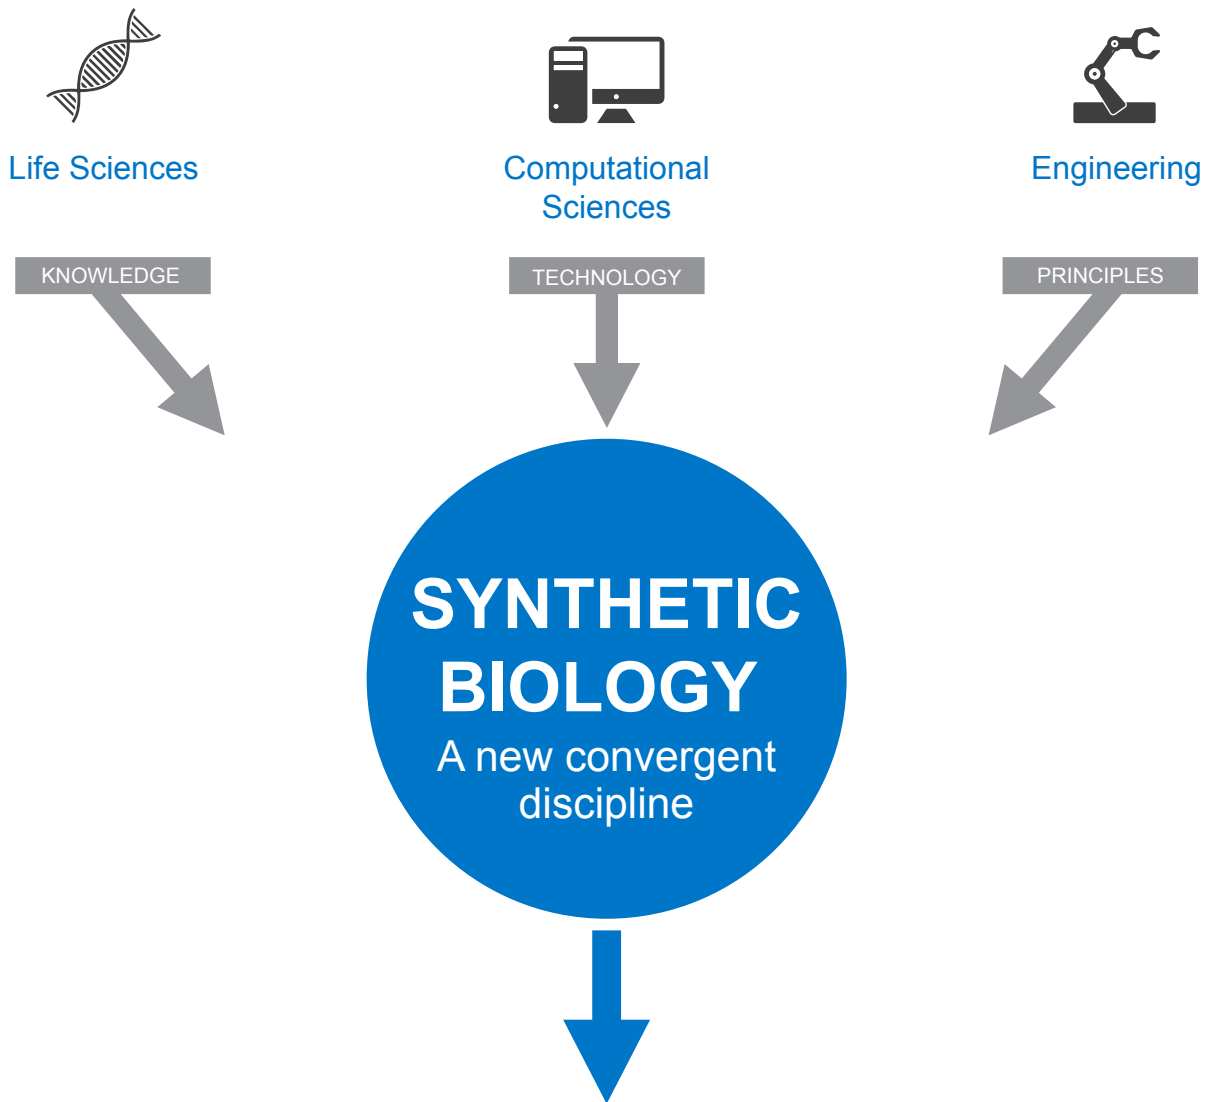 Life Sciences
Computational
Sciences
Engineering
KNOWLEDGE
TECHNOLOGY
PRINCIPLES
SYNTHETIC
BIOLOGY
A new convergent
discipline